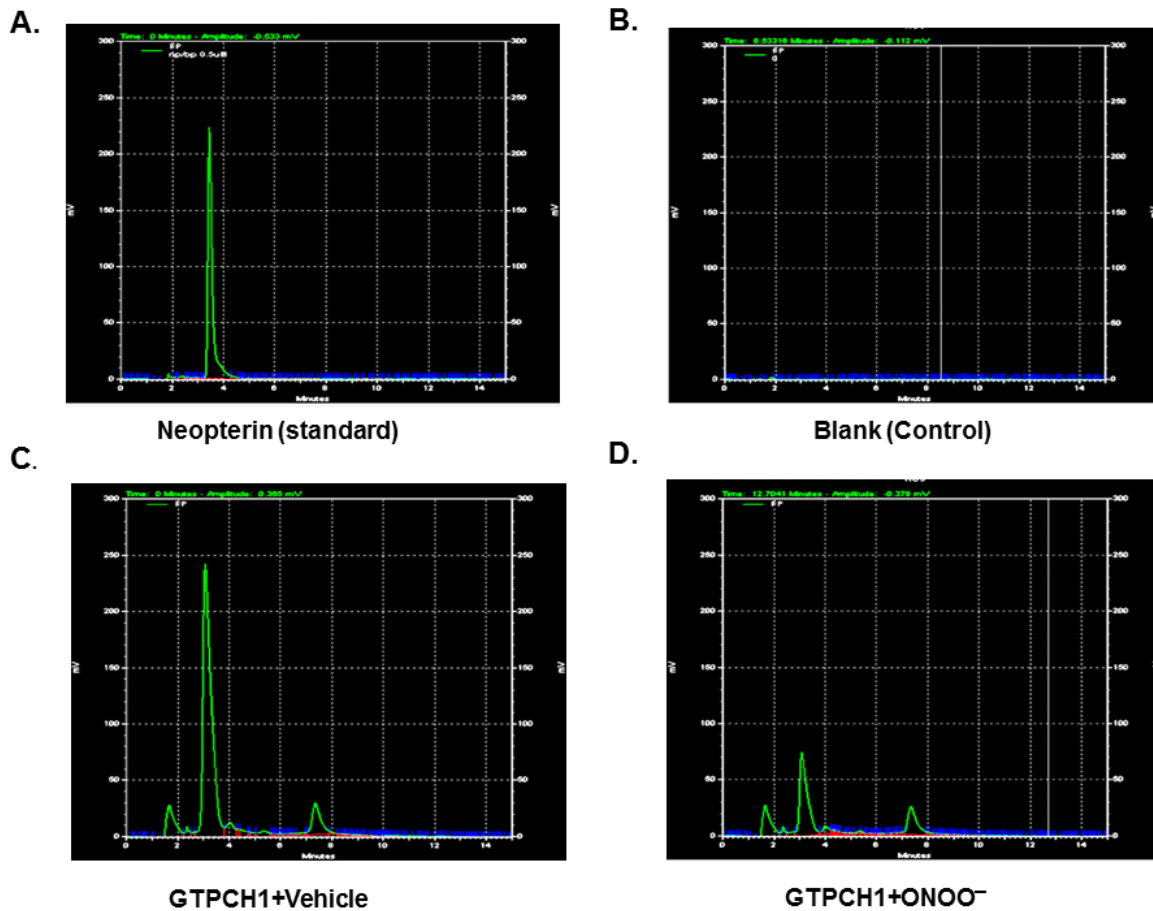 A.
Time: 0 Minutes - Amplitude: -0.533 mV
FP
300
300
250
250
200
200
150
150
100
100
50
50
0
0
mV
mV
0 2 4 6 8 10 12 14
Minutes
Neopterin (standard)
B.
Minutes - Amplitude: -0.112 mV
FP
0
300
300
250
250
200
200
150
150
100
100
50
50
0
0
mV
mV
0 2 4 6 8 10 12 14
Minutes
Blank (Control)
C.
Time: 0 Minutes - Amplitude: mV
FP
300
300
250
250
200
200
150
150
100
100
50
50
0
0
mV
mV
0 2 4 6 8 10 12 14
Minutes
GTPCH1+Vehicle
D.
Time: 12.7041 Minutes - Amplitude: -0.379 mV
FP
300
300
250
250
200
200
150
150
100
100
50
50
0
0
mV
mV
0 2 4 6 8 10 12 14
Minutes
GTPCH1+ONOO⁻